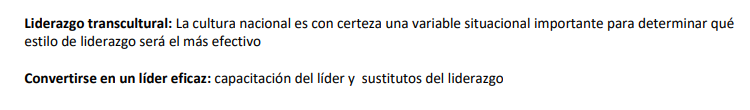 Liderazgo transcultural: La cultura nacional es con certeza una variable situacional importante para determinar qué
estilo de liderazgo será el más efectivo
Convertirse en un líder eficaz: capacitación del líder y  sustitutos del liderazgo